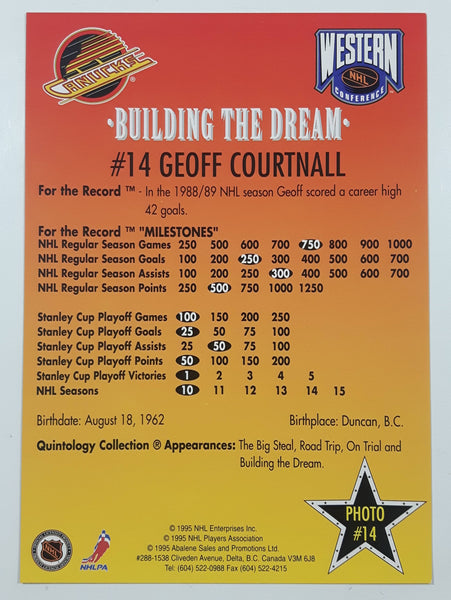 CANUCKS
WESTERN
NHL
CONFERENCE
·BUILDING THE DREAM·
#14 GEOFF COURTNALL
For the Record ™ - In the 1988/89 NHL season Geoff scored a career high
42 goals.
For the Record ™ "MILESTONES"
NHL Regular Season Games 250 500 600 700 750 800 900 1000
NHL Regular Season Goals 100 200 250 300 400 500 600 700
NHL Regular Season Assists 100 200 250 300 400 500 600 700
NHL Regular Season Points 250 500 750 1000 1250
Stanley Cup Playoff Games 100 150 200 250
Stanley Cup Playoff Goals 25 50 75 100
Stanley Cup Playoff Assists 25 50 75 100
Stanley Cup Playoff Points 50 100 150 200
Stanley Cup Playoff Victories 1 2 3 4 5
NHL Seasons 10 11 12 13 14 15
Birthdate: August 18, 1962 Birthplace: Duncan, B.C.
Quintology Collection ® Appearances: The Big Steal, Road Trip, On Trial and
Building the Dream.
PHOTO
#14
© 1995 NHL Enterprises Inc.
© 1995 NHL Players Association
© 1995 Abalene Sales and Promotions Ltd.
#288-1538 Cliveden Avenue, Delta, B.C. Canada V3M 6J8
Tel: (604) 522-0988 Fax: (604) 522-4215
NHL
NHLPA